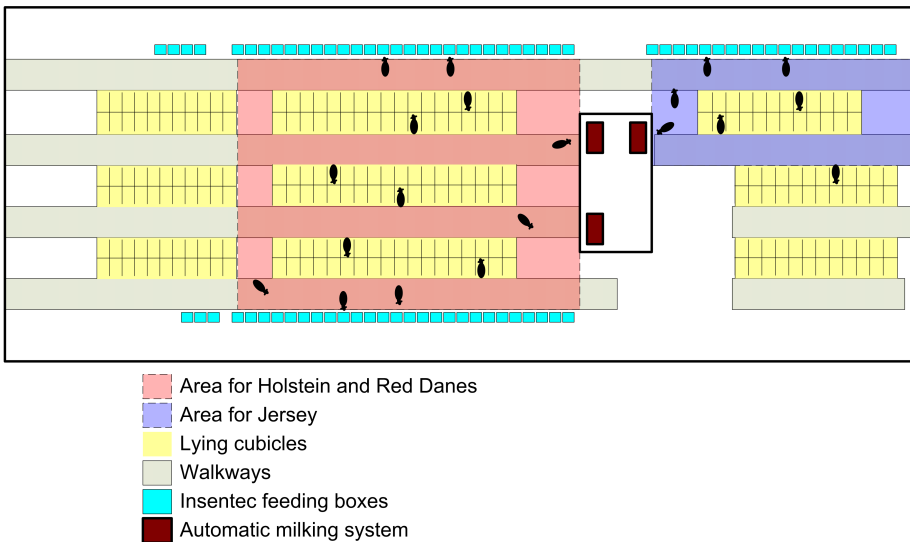 Area for Holstein and Red Danes
Area for Jersey
Lying cubicles
Walkways
Insentec feeding boxes
Automatic milking system